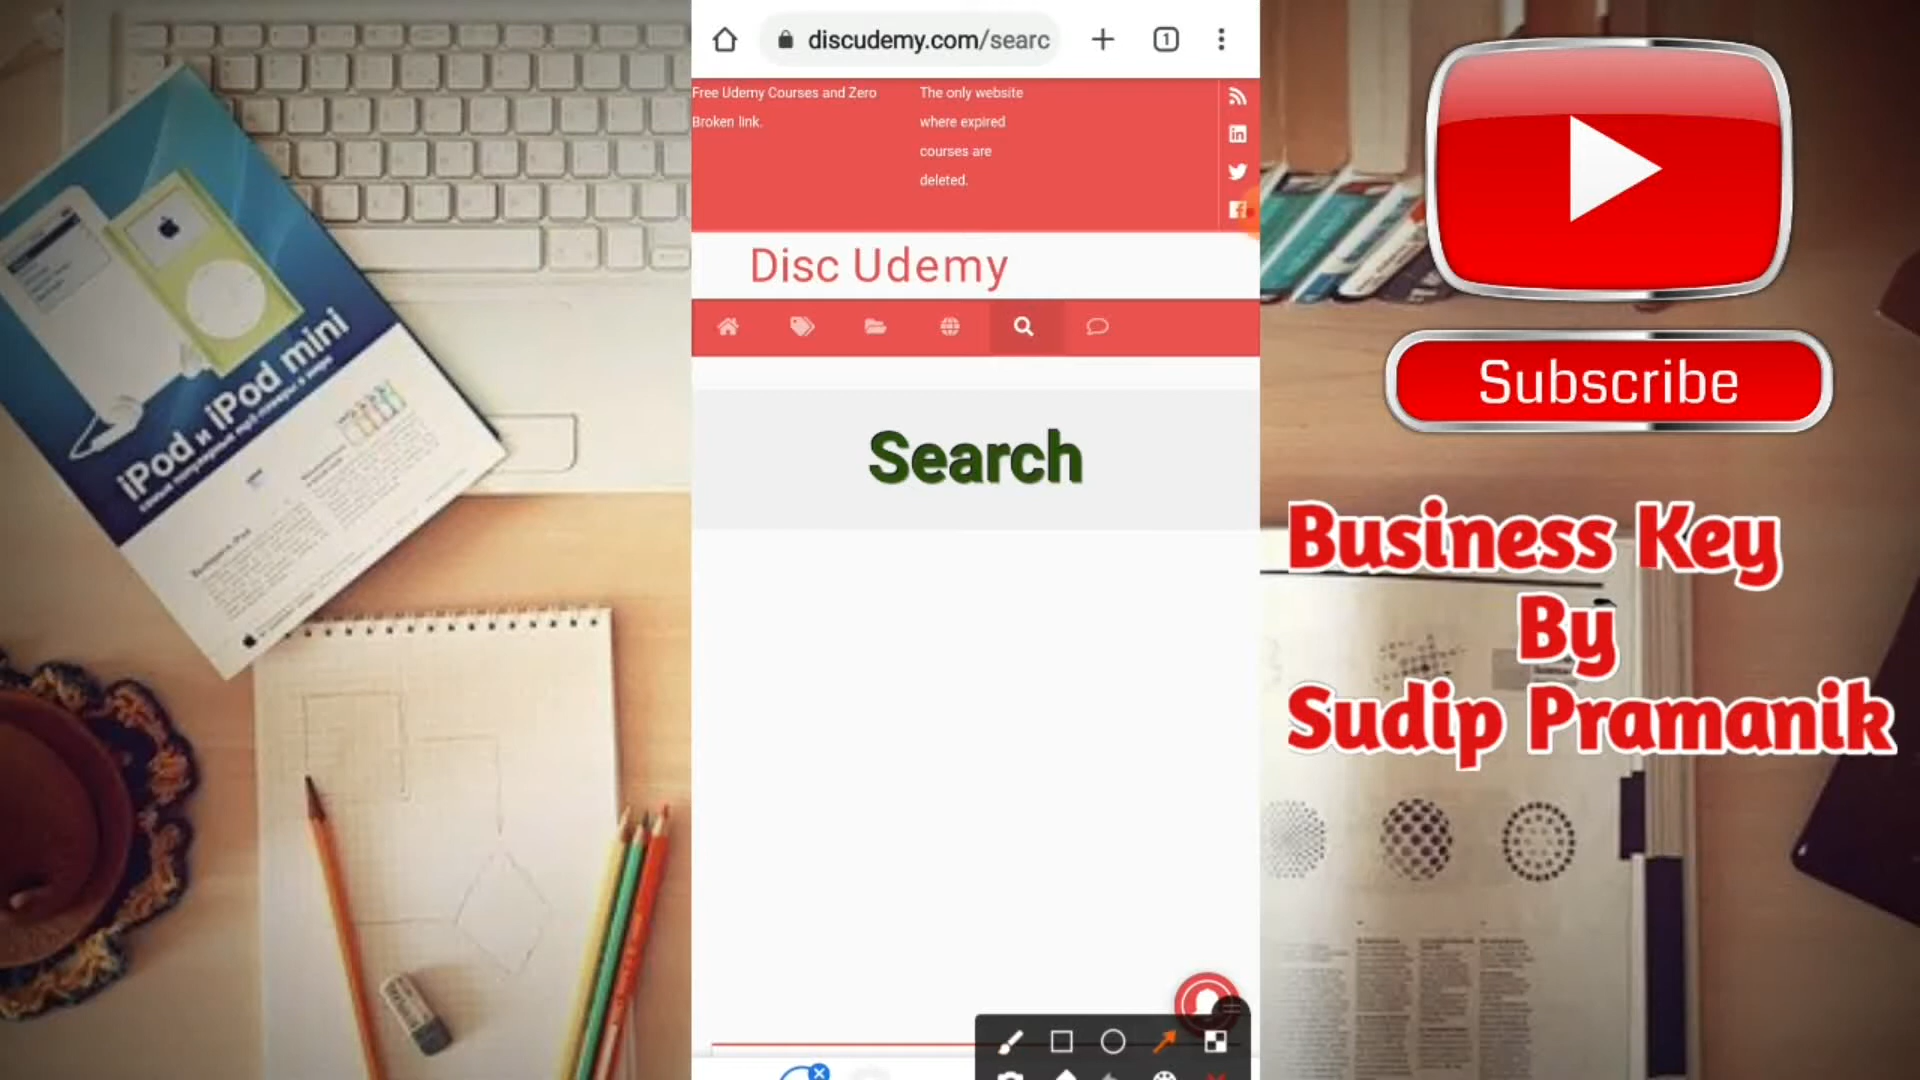 discudemy.com/searc
1
Free Udemy Courses and Zero
Broken link.
The only website
where expired
courses are
deleted.
Disc Udemy
Search
Subscribe
Business Key
By
Sudip Pramanik
iPod и iPod mini